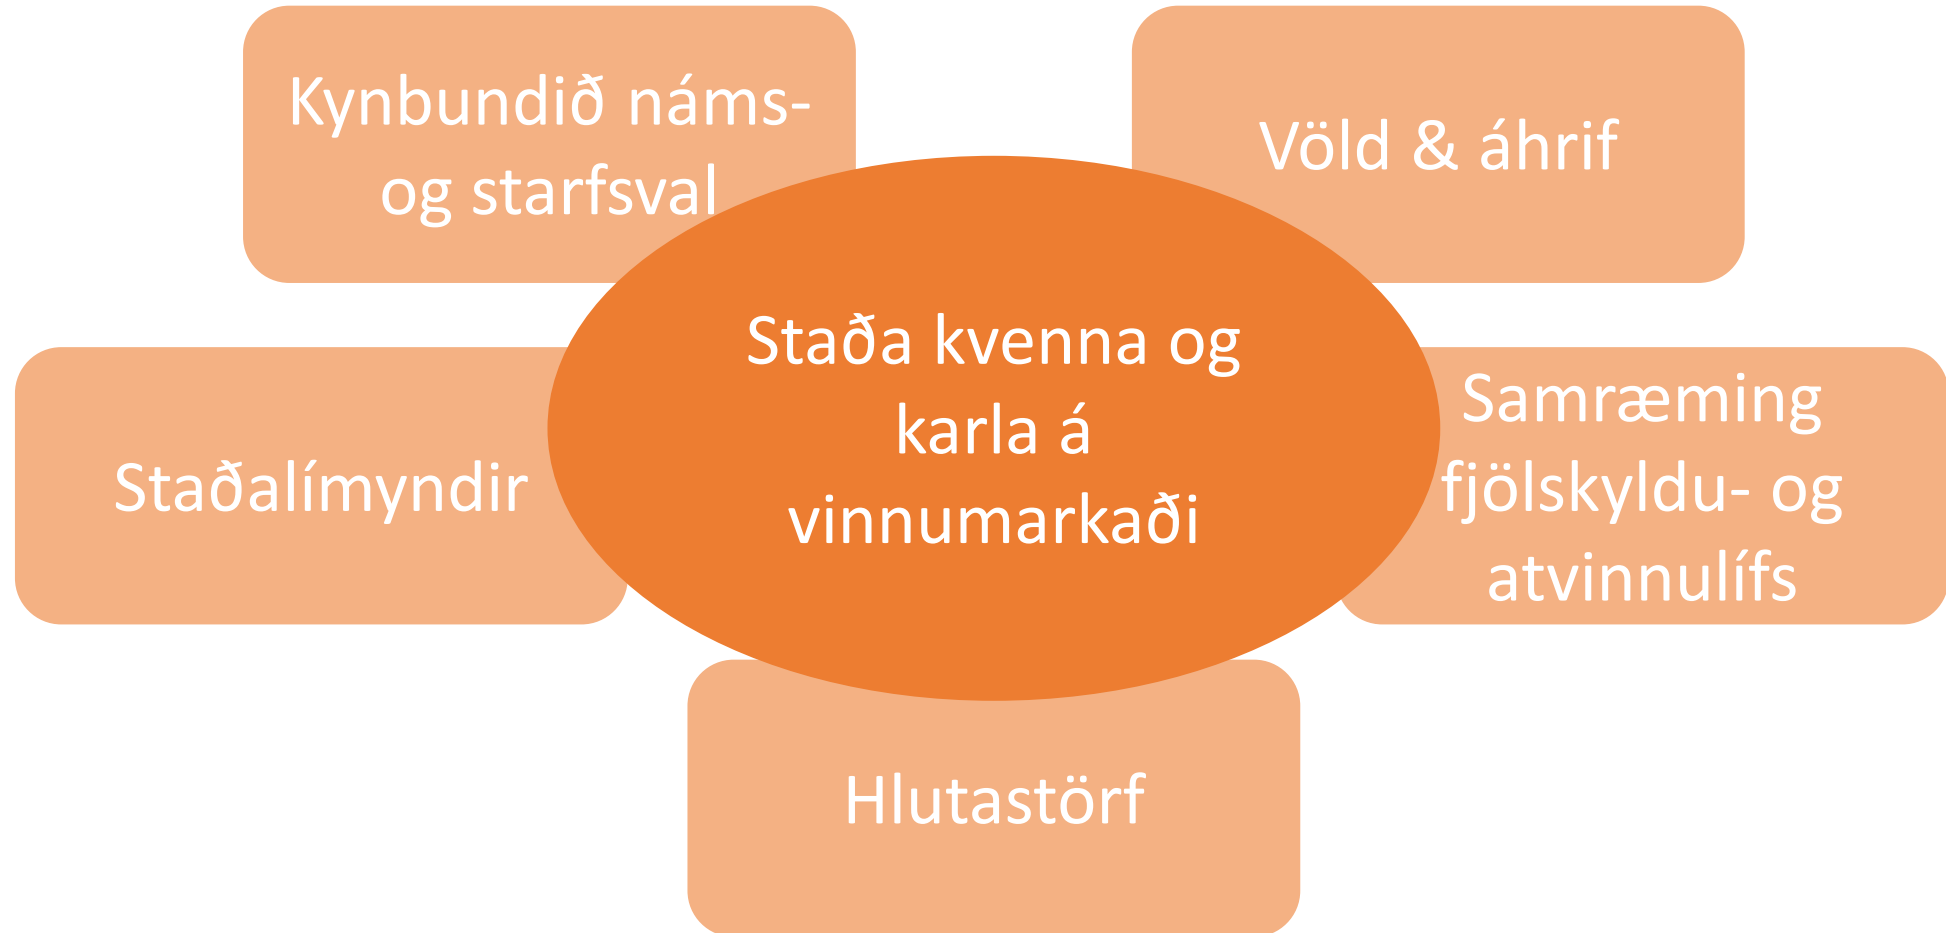 Kynbundið náms-
og starfsval
Völd & áhrif
Staða kvenna og
karla á
vinnumarkaði
Staðalímyndir
Samræming
fjölskyldu- og
atvinnulífs
Hlutastörf